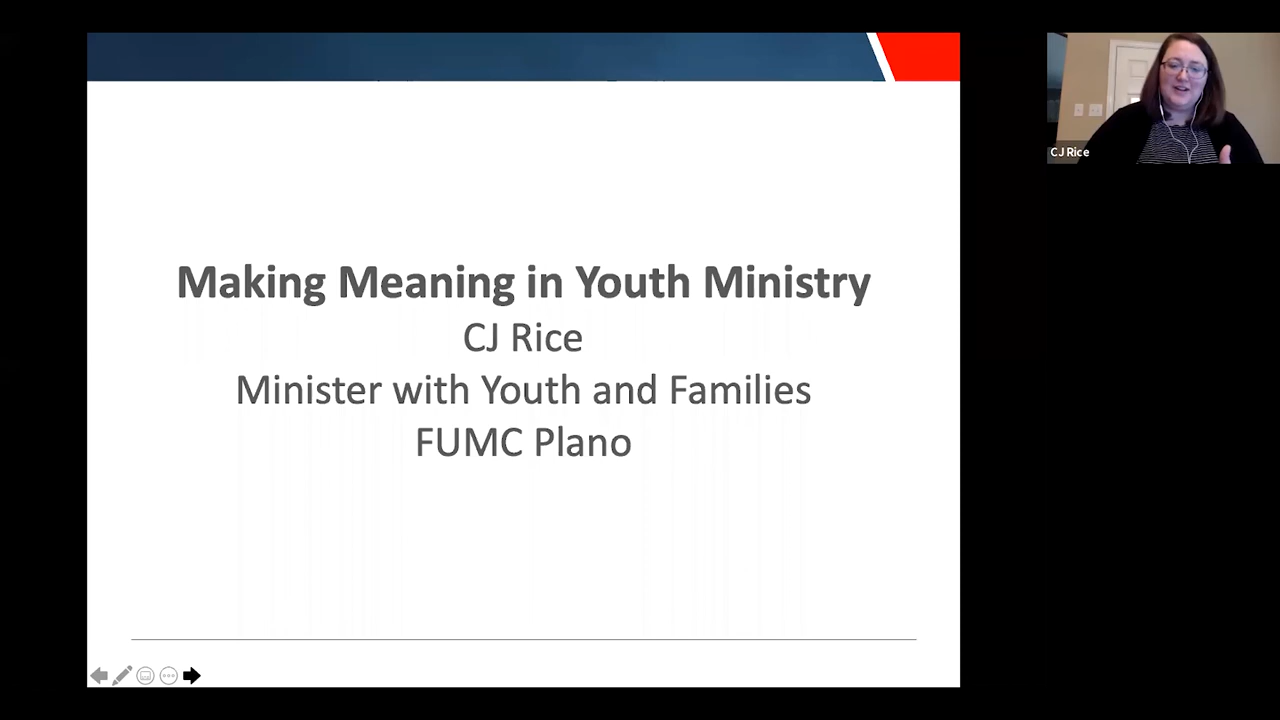 Making Meaning in Youth Ministry
CJ Rice
Minister with Youth and Families
FUMC Plano
CJ Rice